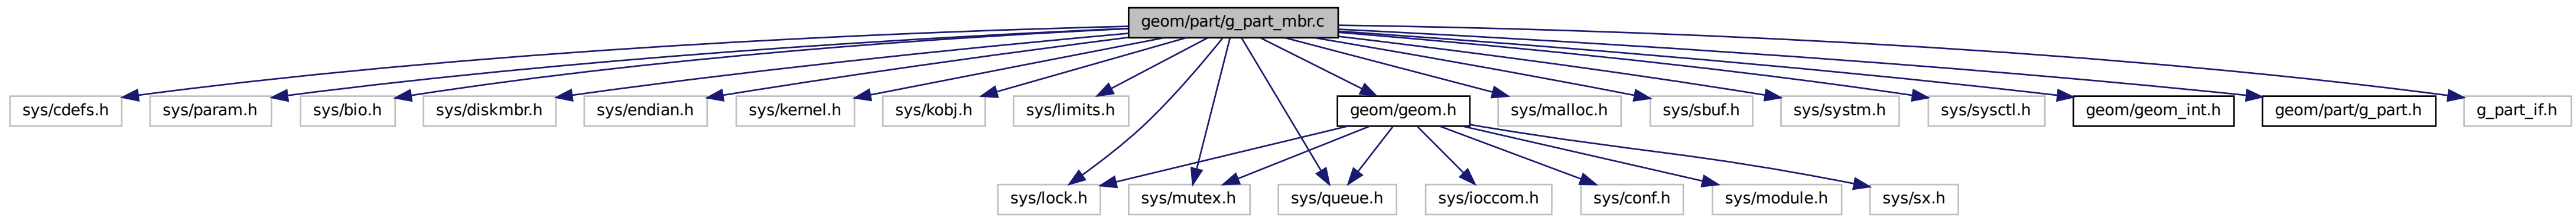 geom/part/g_part_mbr.c
sys/cdefs.h
sys/param.h
sys/bio.h
sys/diskmbr.h
sys/endian.h
sys/kernel.h
sys/kobj.h
sys/limits.h
geom/geom.h
sys/malloc.h
sys/sbuf.h
sys/systm.h
sys/sysctl.h
geom/geom_int.h
geom/part/g_part.h
g_part_if.h
sys/lock.h
sys/mutex.h
sys/queue.h
sys/ioccom.h
sys/conf.h
sys/module.h
sys/sx.h